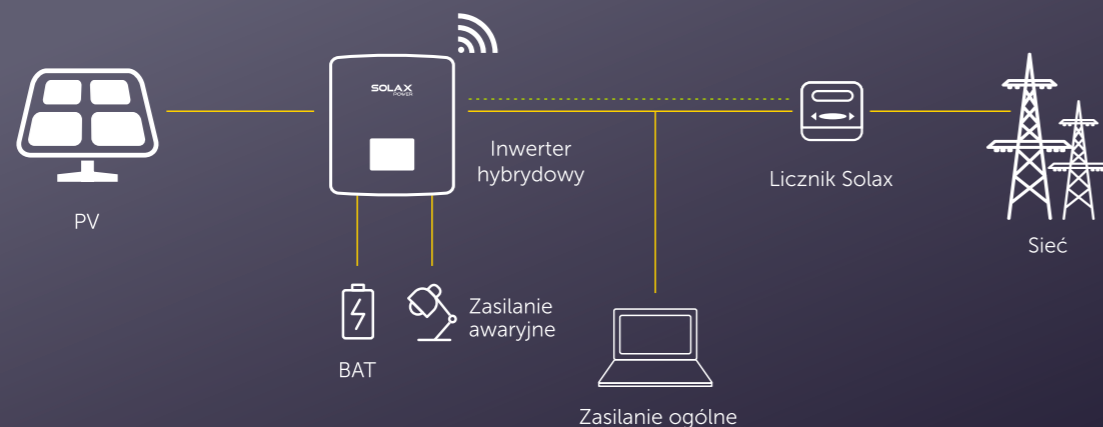 SOLAX
POWER
Inwerter
hybrydowy
Licznik Solax
PV
Sieć
Zasilanie
awaryjne
BAT
Zasilanie ogólne